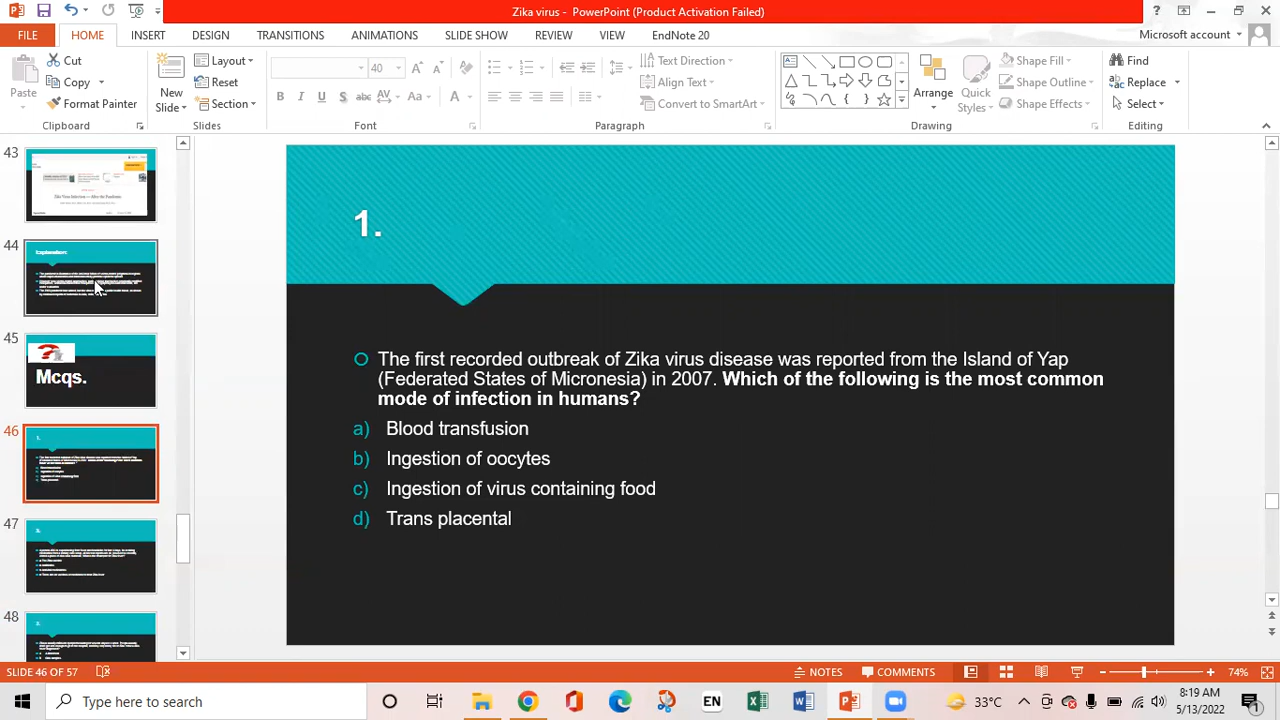 Zika virus - PowerPoint (Product Activation Failed)
FILE HOME INSERT DESIGN TRANSITIONS ANIMATIONS SLIDE SHOW REVIEW VIEW EndNote 20 Microsoft account
Paste
Cut
Copy
Format Painter
Clipboard
New Slide
Layout
Reset
Section
Slides
40
B I U S abc AV Aa A
Font
Text Direction
Align Text
Convert to SmartArt
Paragraph
Arrange
Quick Styles
Shape Fill
Shape Outline
Shape Effects
Drawing
Find
Replace
Select
Editing
43
44
45
Mcqs.
46
47
48
1.
The first recorded outbreak of Zika virus disease was reported from the Island of Yap
(Federated States of Micronesia) in 2007. Which of the following is the most common
mode of infection in humans?
a) Blood transfusion
b) Ingestion of oocytes
c) Ingestion of virus containing food
d) Trans placental
SLIDE 46 OF 57 NOTES COMMENTS 74%
Type here to search EN 33°C 8:19 AM
5/13/2022